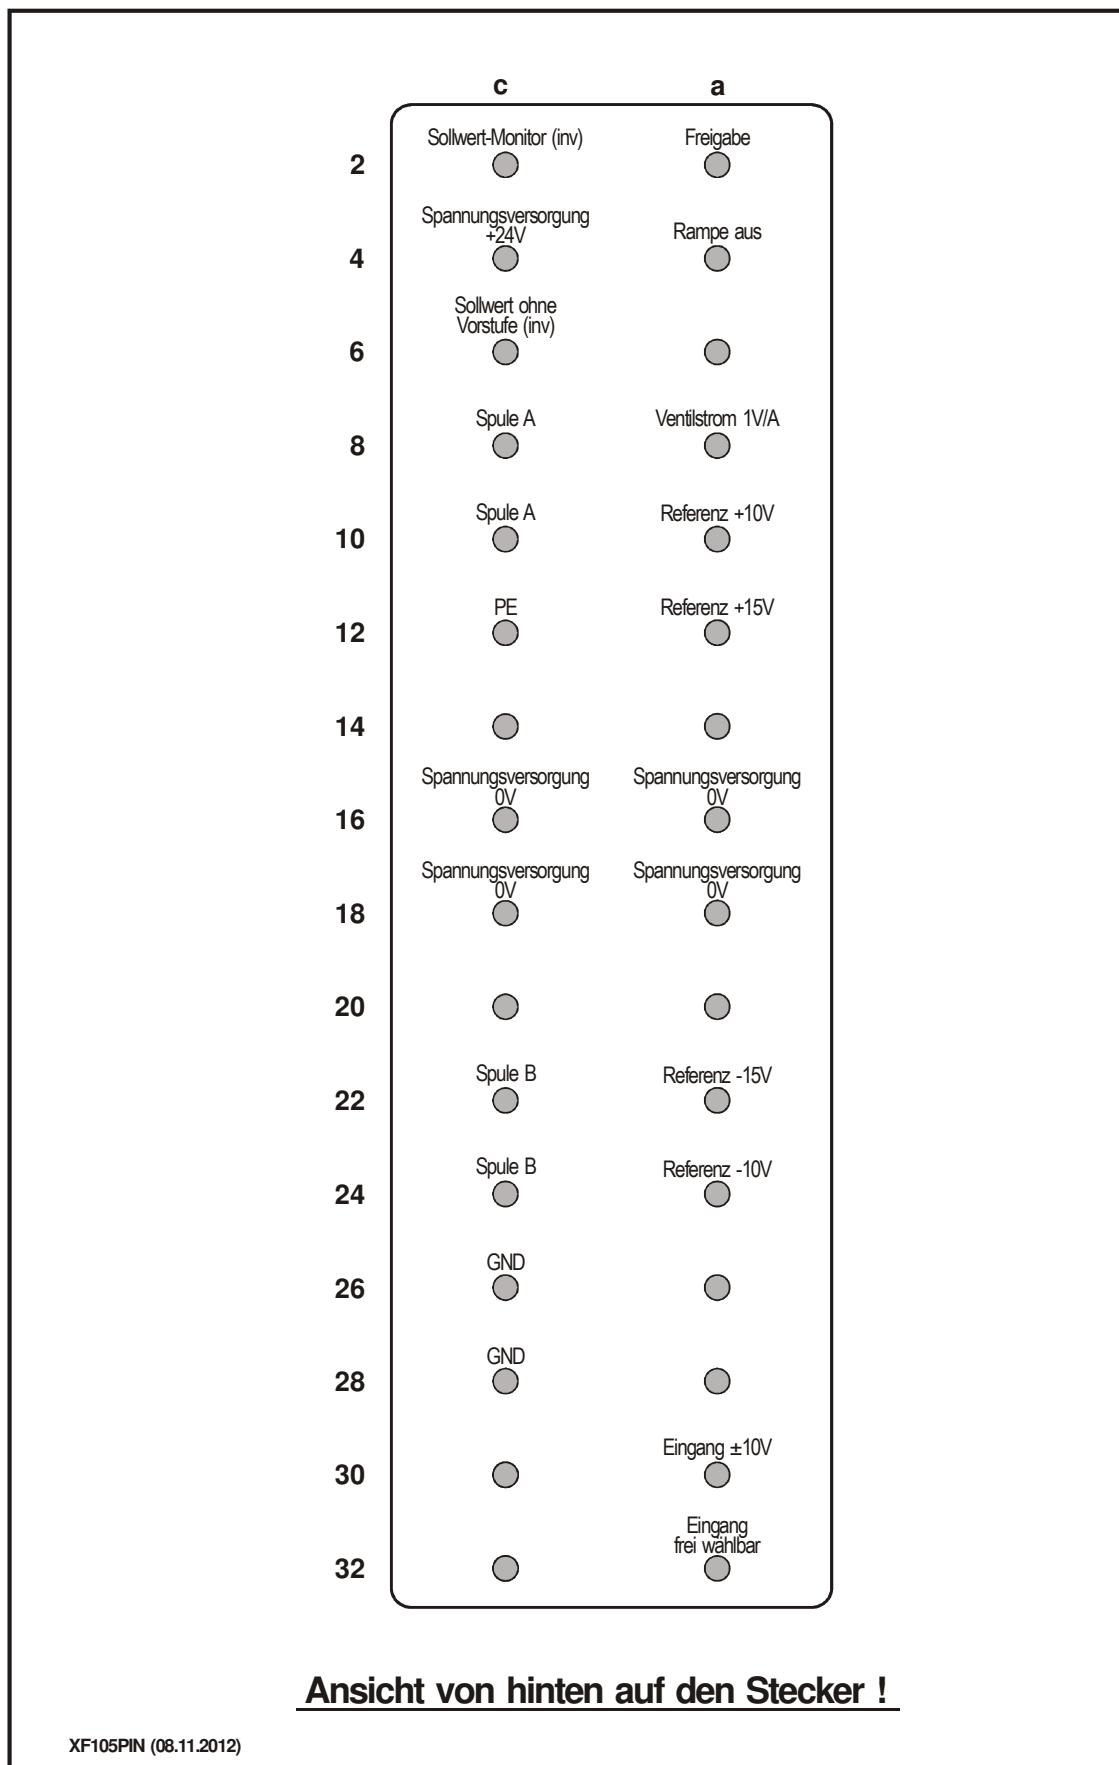 c a
Sollwert-Monitor (inv) Freigabe
2
Spannungsversorgung
+24V Rampe aus
4
Sollwert ohne
Vorstufe (inv)
6
Spule A Ventilstrom 1V/A
8
Spule A Referenz +10V
10
PE Referenz +15V
12
14
Spannungsversorgung Spannungsversorgung
0V 0V
16
Spannungsversorgung Spannungsversorgung
0V 0V
18
20
Spule B Referenz -15V
22
Spule B Referenz -10V
24
GND
26
GND
28
Eingang ±10V
30
Eingang
frei wählbar
32
Ansicht von hinten auf den Stecker !
XF105PIN (08.11.2012)